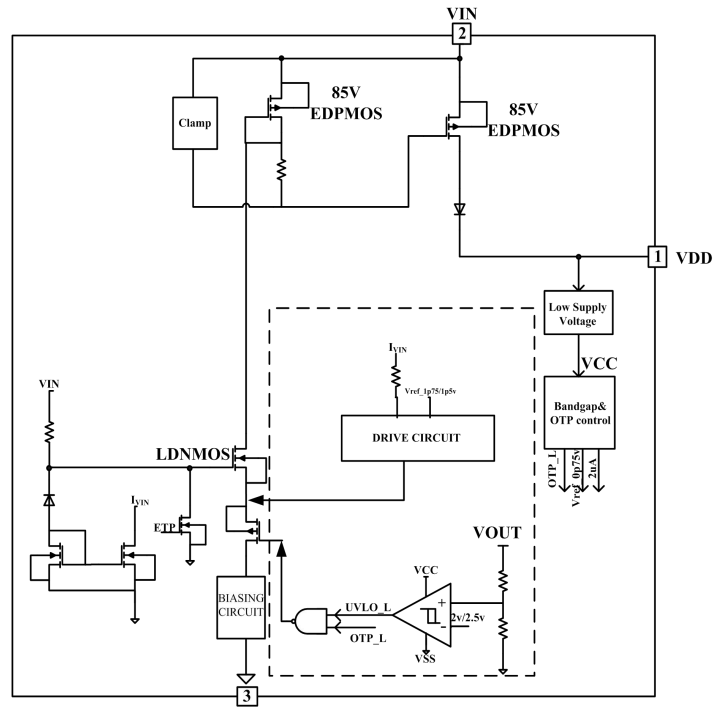 VIN
2
85V
EDPMOS
85V
EDPMOS
Clamp
1
VDD
Low Supply
Voltage
VCC
Bandgap&
OTP control
OTP_L
Vref_0p75v
2uA
IVIN
Vref_1p75/1p5v
DRIVE CIRCUIT
VIN
LDNMOS
IVIN
ETP
VOUT
VCC
BIASING
CIRCUIT
UVLO_L
OTP_L
+
-
2v/2.5v
VSS
3